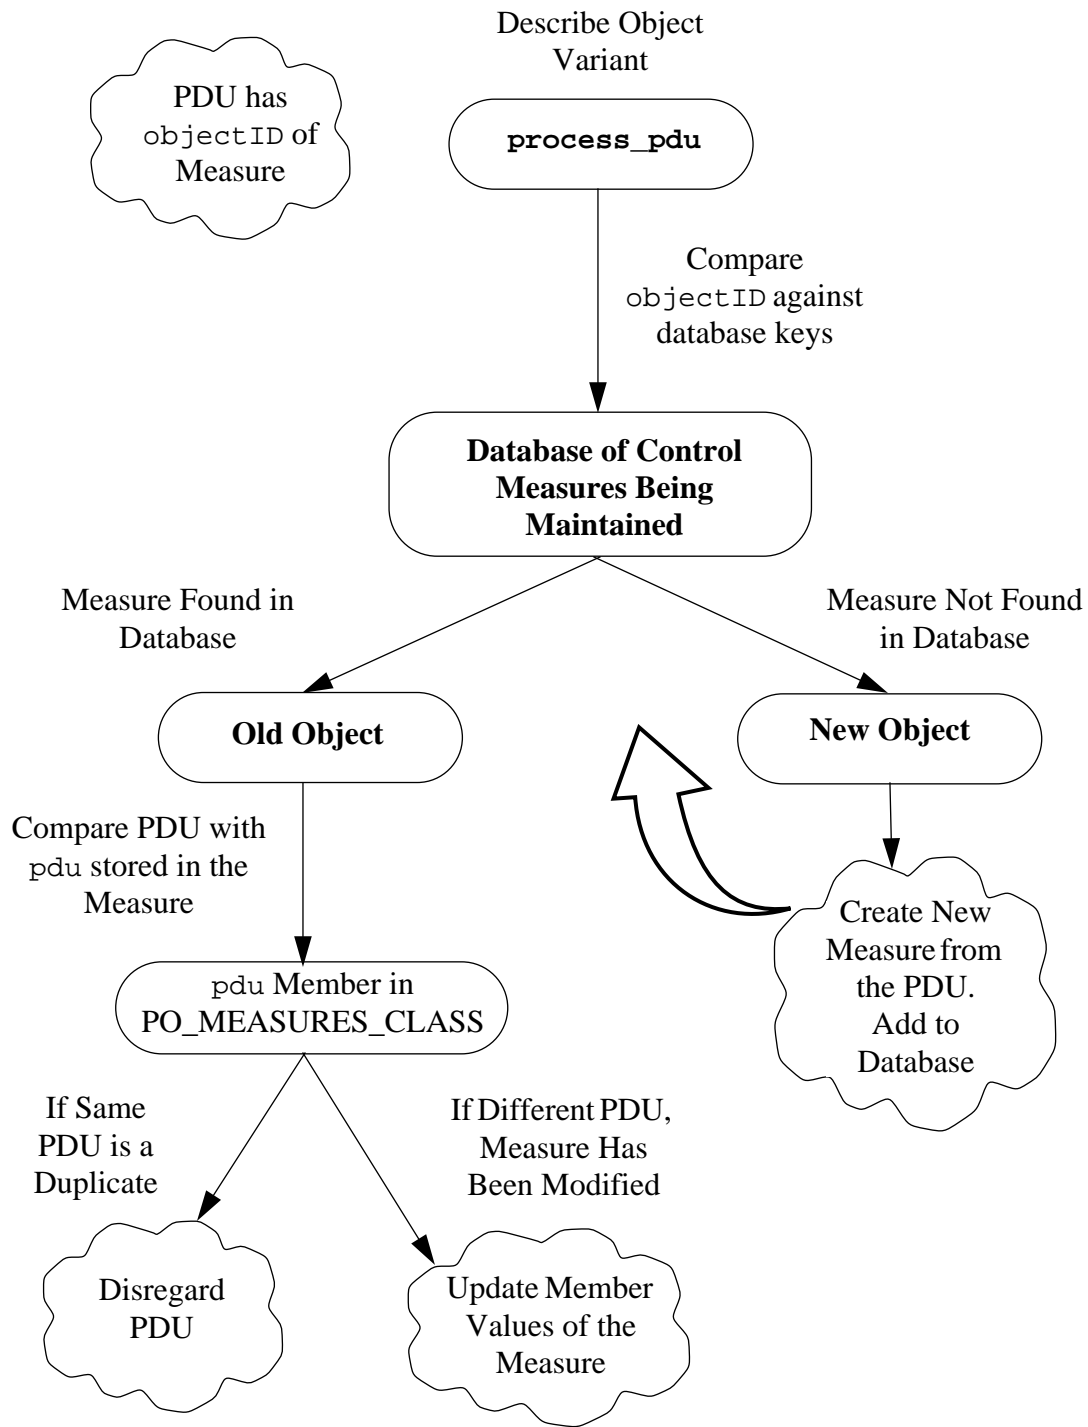 Describe Object
Variant
PDU has
objectID of
Measure
process_pdu
Compare
objectID against
database keys
Database of Control
Measures Being
Maintained
Measure Found in
Database
Measure Not Found
in Database
Old Object
New Object
Compare PDU with
pdu stored in the
Measure
Create New
Measure from
the PDU.
Add to
Database
pdu Member in
PO_MEASURES_CLASS
If Same
PDU is a
Duplicate
If Different PDU,
Measure Has
Been Modified
Disregard
PDU
Update Member
Values of the
Measure